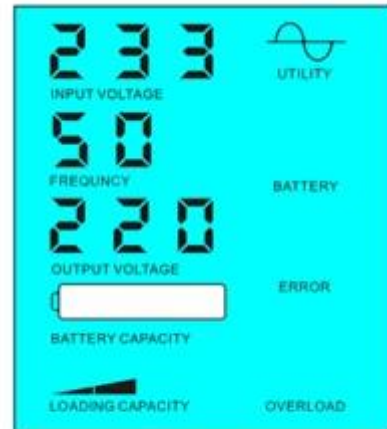 233
INPUT VOLTAGE
UTILITY
50
FREQUNCY
BATTERY
220
OUTPUT VOLTAGE
ERROR
BATTERY CAPACITY
LOADING CAPACITY
OVERLOAD